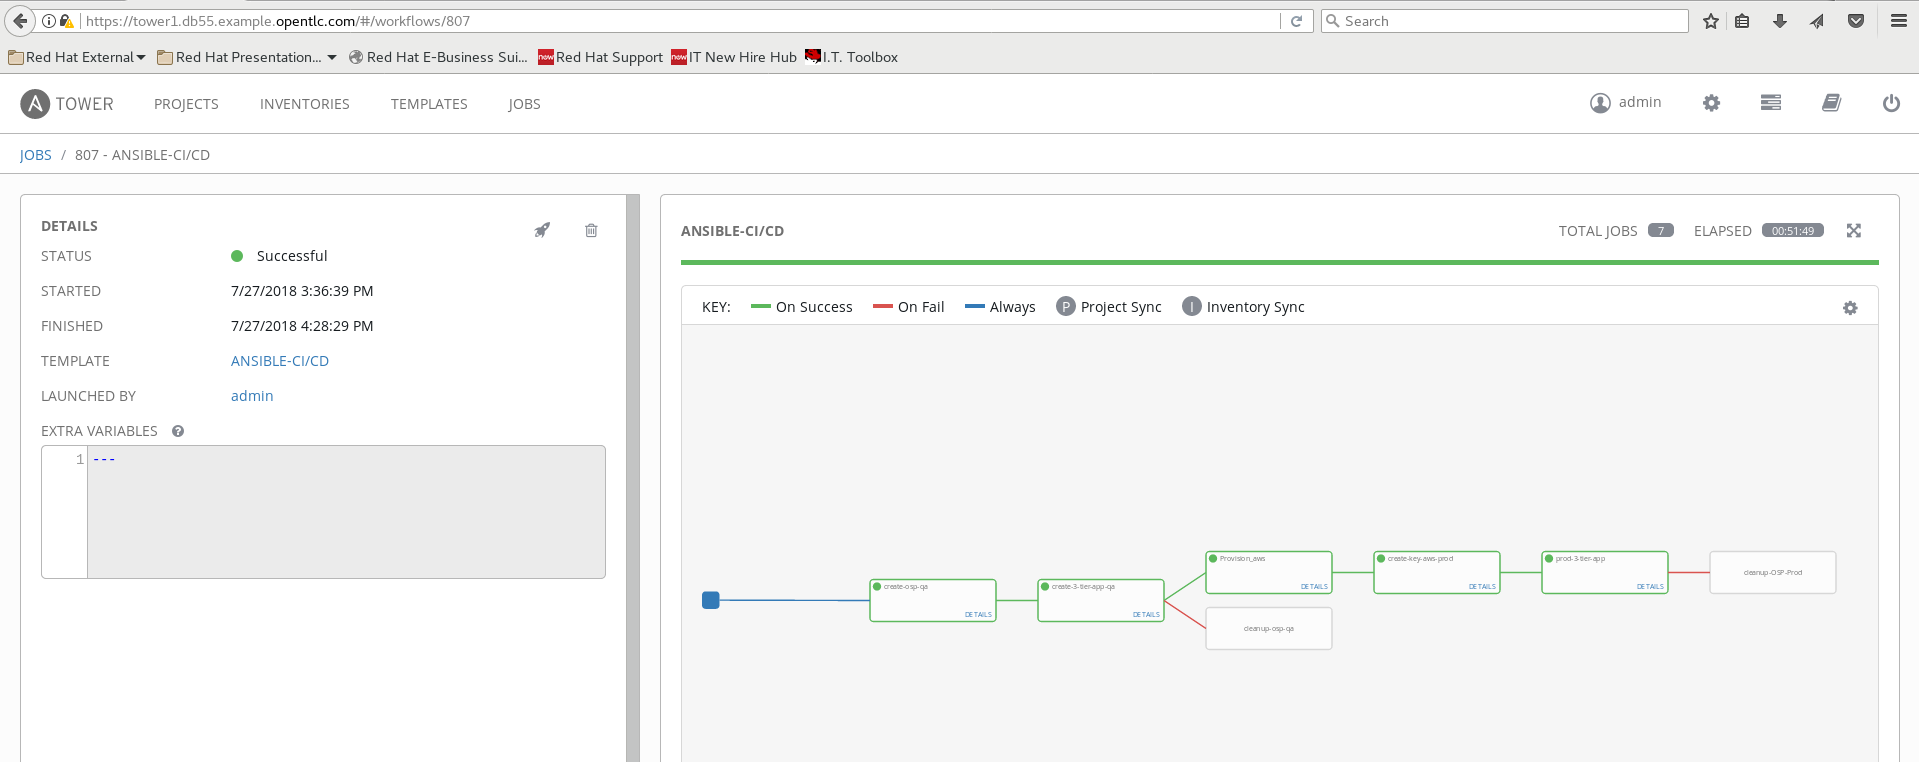 https://tower1.db55.example.opentlc.com/#/workflows/807
Search
Red Hat External
Red Hat Presentation...
Red Hat E-Business Sui...
now Red Hat Support
now IT New Hire Hub
I.T. Toolbox
A TOWER
PROJECTS
INVENTORIES
TEMPLATES
JOBS
admin
JOBS / 807 - ANSIBLE-CI/CD
DETAILS
STATUS Successful
STARTED 7/27/2018 3:36:39 PM
FINISHED 7/27/2018 4:28:29 PM
TEMPLATE ANSIBLE-CI/CD
LAUNCHED BY admin
EXTRA VARIABLES ?
1 ---
ANSIBLE-CI/CD
TOTAL JOBS 7
ELAPSED 00:51:49
KEY: On Success On Fail Always P Project Sync I Inventory Sync
create-osp-qa
DETAILS
create-3-tier-app-qa
DETAILS
Provision_aws
DETAILS
create-key-aws-prod
DETAILS
prod-3-tier-app
DETAILS
cleanup-OSP-Prod
cleanup-osp-qa